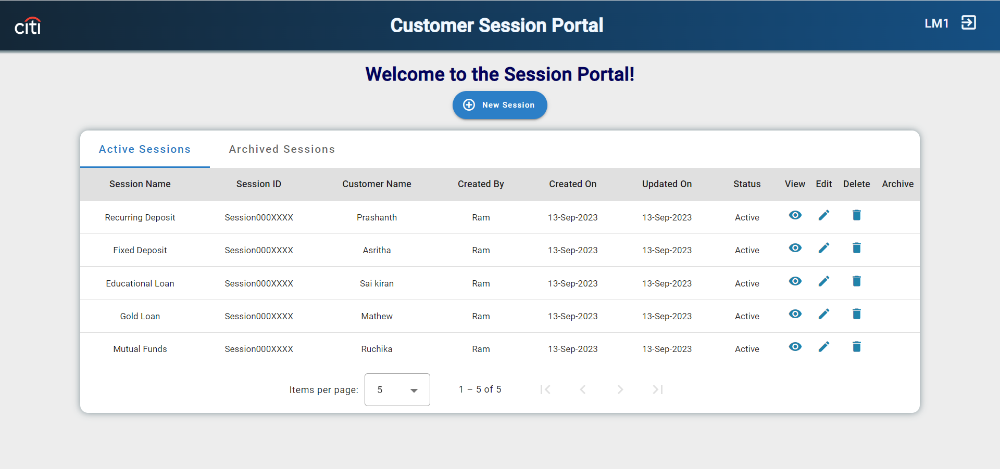 citi
Customer Session Portal
LM1
Welcome to the Session Portal!
New Session
Active Sessions Archived Sessions
Session Name Session ID Customer Name Created By Created On Updated On Status View Edit Delete Archive
Recurring Deposit Session000XXXX Prashanth Ram 13-Sep-2023 13-Sep-2023 Active
Fixed Deposit Session000XXXX Asritha Ram 13-Sep-2023 13-Sep-2023 Active
Educational Loan Session000XXXX Sai kiran Ram 13-Sep-2023 13-Sep-2023 Active
Gold Loan Session000XXXX Mathew Ram 13-Sep-2023 13-Sep-2023 Active
Mutual Funds Session000XXXX Ruchika Ram 13-Sep-2023 13-Sep-2023 Active
Items per page: 5 1 – 5 of 5